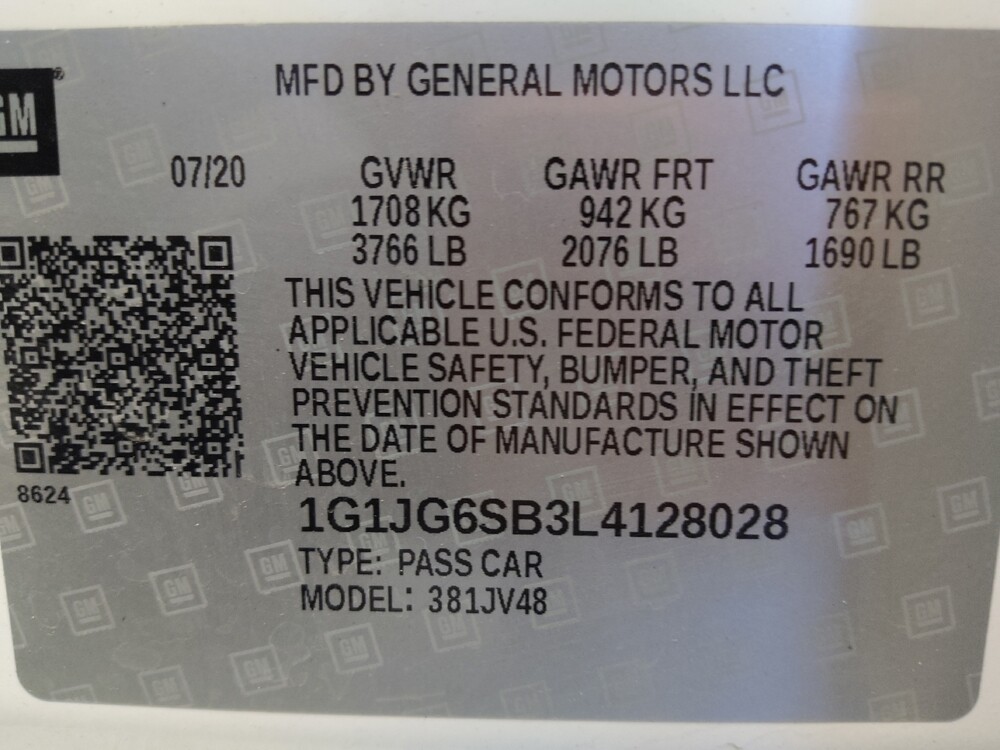 GM
MFD BY GENERAL MOTORS LLC
07/20 GVWR GAWR FRT GAWR RR
1708 KG 942 KG 767 KG
3766 LB 2076 LB 1690 LB
THIS VEHICLE CONFORMS TO ALL
APPLICABLE U.S. FEDERAL MOTOR
VEHICLE SAFETY, BUMPER, AND THEFT
PREVENTION STANDARDS IN EFFECT ON
THE DATE OF MANUFACTURE SHOWN
ABOVE.
8624
1G1JG6SB3L4128028
TYPE: PASS CAR
MODEL: 381JV48